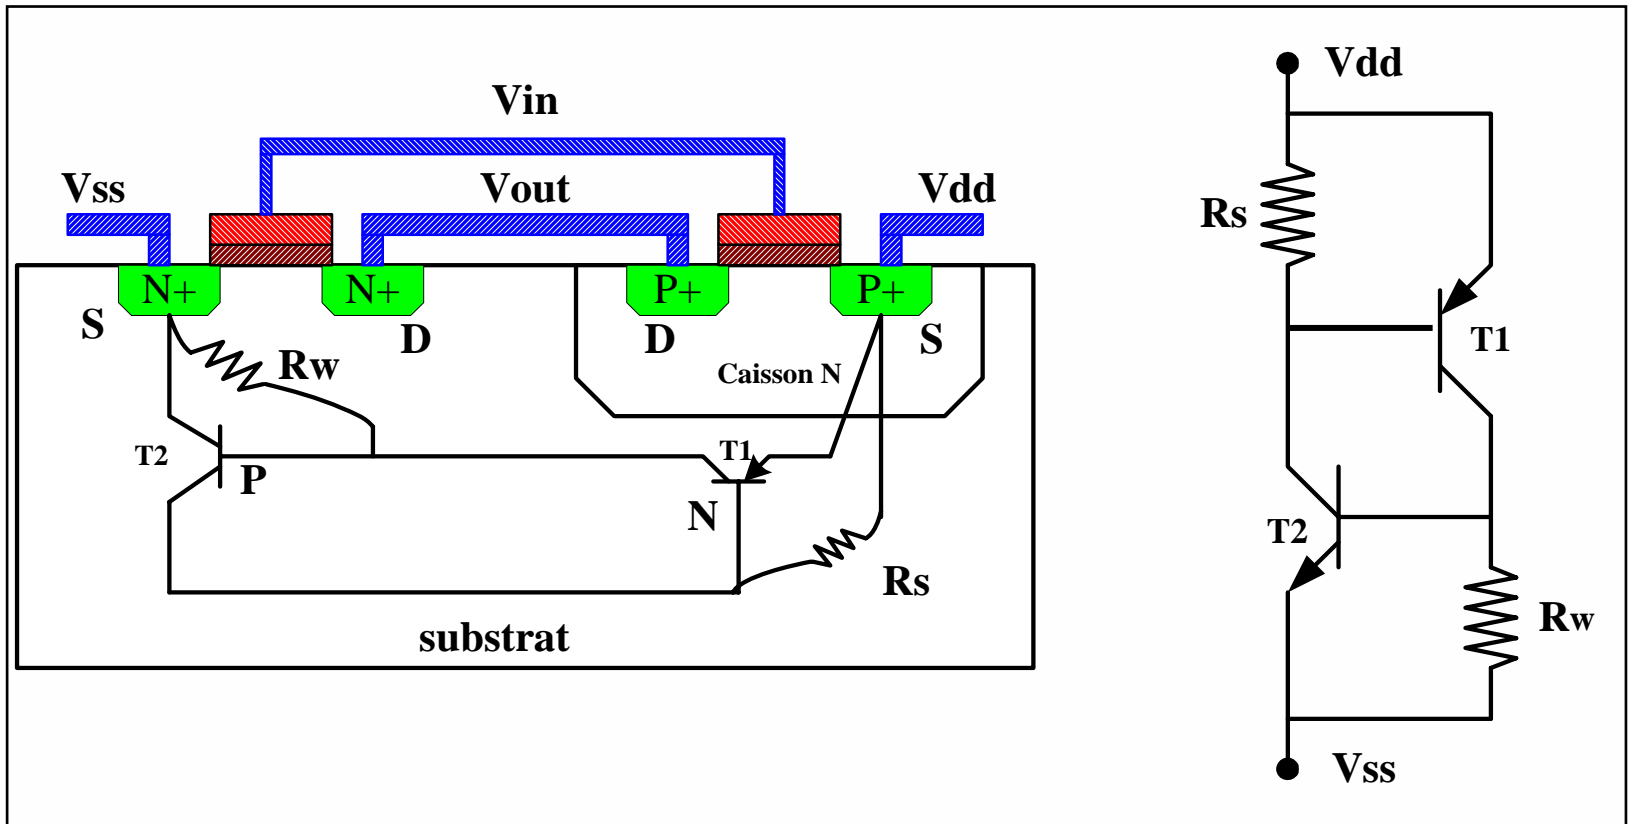 Vin
Vss
Vout
Vdd
N+
N+
P+
P+
S
D
D
S
Rw
Caisson N
T2
P
T1
N
Rs
substrat
Vdd
Rs
T1
T2
Rw
Vss